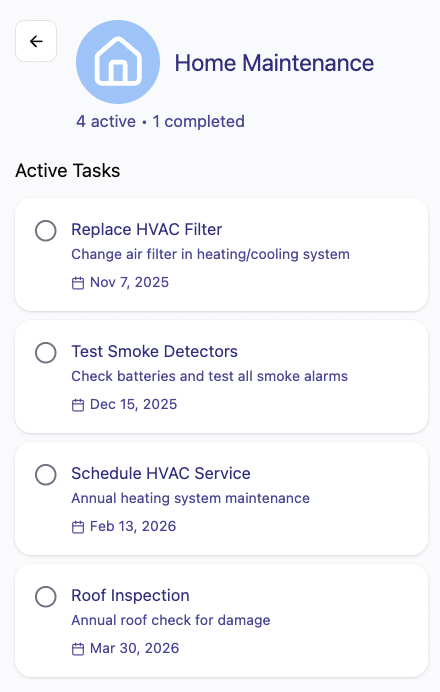 Home Maintenance
4 active • 1 completed
Active Tasks
Replace HVAC Filter
Change air filter in heating/cooling system
Nov 7, 2025
Test Smoke Detectors
Check batteries and test all smoke alarms
Dec 15, 2025
Schedule HVAC Service
Annual heating system maintenance
Feb 13, 2026
Roof Inspection
Annual roof check for damage
Mar 30, 2026